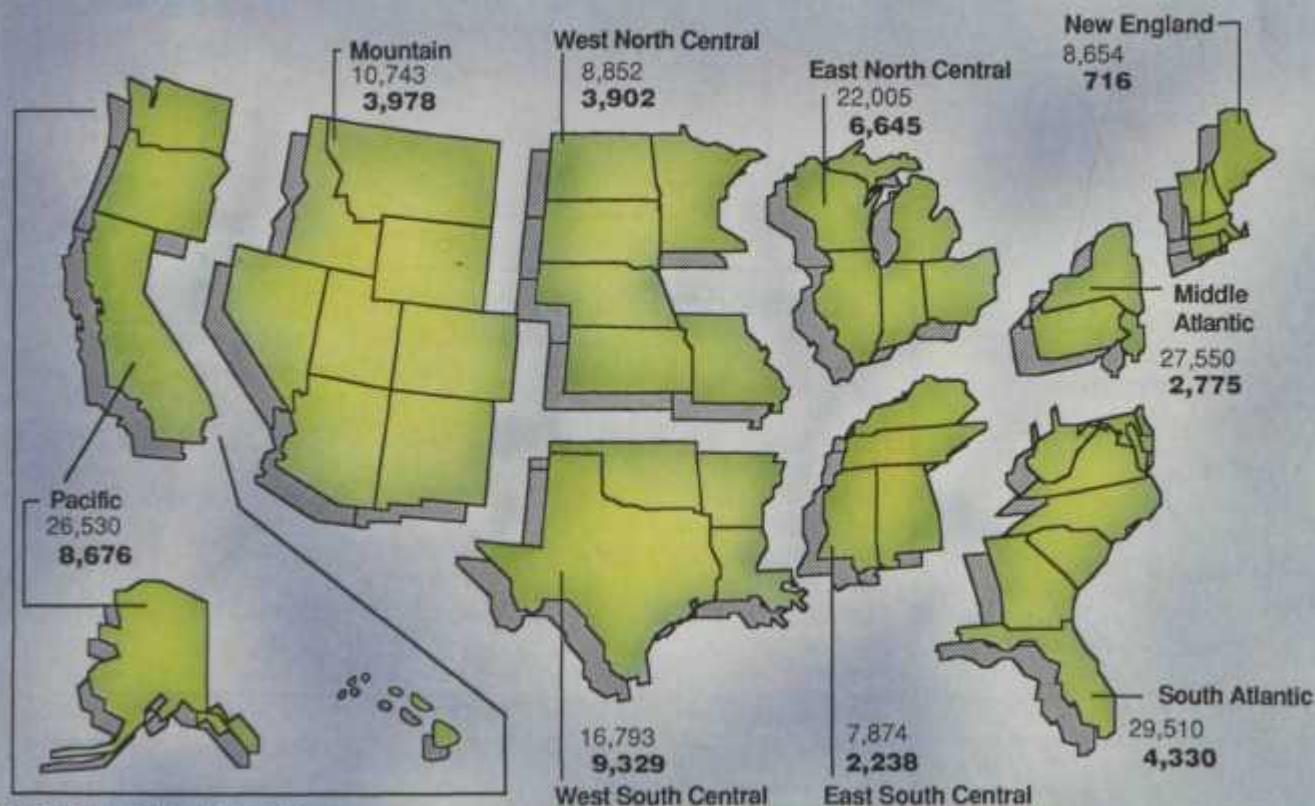 Mountain
10,743
3,978
West North Central
8,852
3,902
East North Central
22,005
6,645
New England
8,654
716
Middle
Atlantic
27,550
2,775
Pacific
26,530
8,676
16,793
9,329
West South Central
7,874
2,238
East South Central
South Atlantic
29,510
4,330